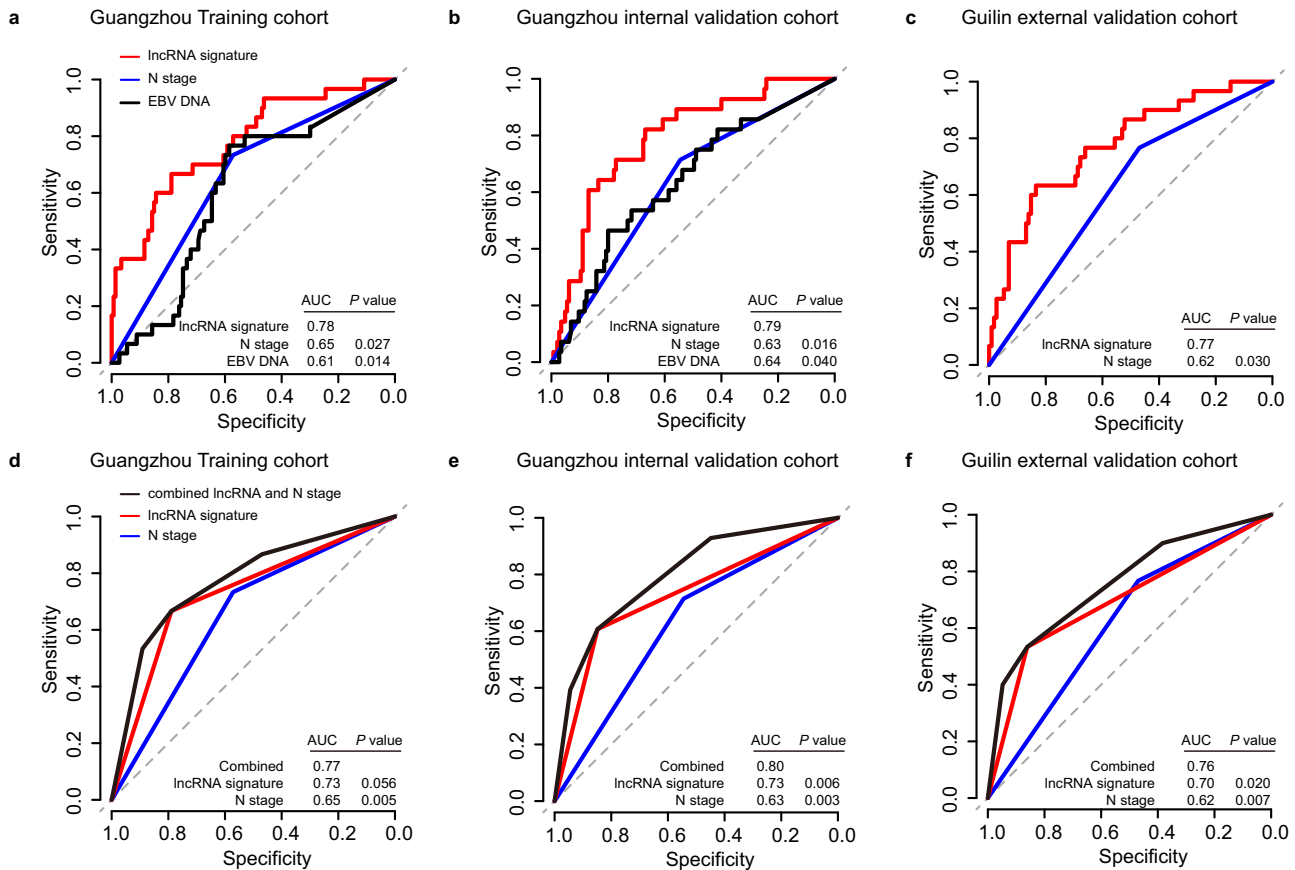 a Guangzhou Training cohort
lncRNA signature
N stage
EBV DNA
Sensitivity
0.0 0.2 0.4 0.6 0.8 1.0
AUC P value
lncRNA signature 0.78
N stage 0.65 0.027
EBV DNA 0.61 0.014
1.0 0.8 0.6 0.4 0.2 0.0
Specificity
b Guangzhou internal validation cohort
Sensitivity
0.0 0.2 0.4 0.6 0.8 1.0
AUC P value
lncRNA signature 0.79
N stage 0.63 0.016
EBV DNA 0.64 0.040
1.0 0.8 0.6 0.4 0.2 0.0
Specificity
c Guilin external validation cohort
Sensitivity
0.0 0.2 0.4 0.6 0.8 1.0
AUC P value
lncRNA signature 0.77
N stage 0.62 0.030
1.0 0.8 0.6 0.4 0.2 0.0
Specificity
d Guangzhou Training cohort
combined lncRNA and N stage
lncRNA signature
N stage
Sensitivity
0.0 0.2 0.4 0.6 0.8 1.0
AUC P value
Combined 0.77
lncRNA signature 0.73 0.056
N stage 0.65 0.005
1.0 0.8 0.6 0.4 0.2 0.0
Specificity
e Guangzhou internal validation cohort
Sensitivity
0.0 0.2 0.4 0.6 0.8 1.0
AUC P value
Combined 0.80
lncRNA signature 0.73 0.006
N stage 0.63 0.003
1.0 0.8 0.6 0.4 0.2 0.0
Specificity
f Guilin external validation cohort
Sensitivity
0.0 0.2 0.4 0.6 0.8 1.0
AUC P value
Combined 0.76
lncRNA signature 0.70 0.020
N stage 0.62 0.007
1.0 0.8 0.6 0.4 0.2 0.0
Specificity